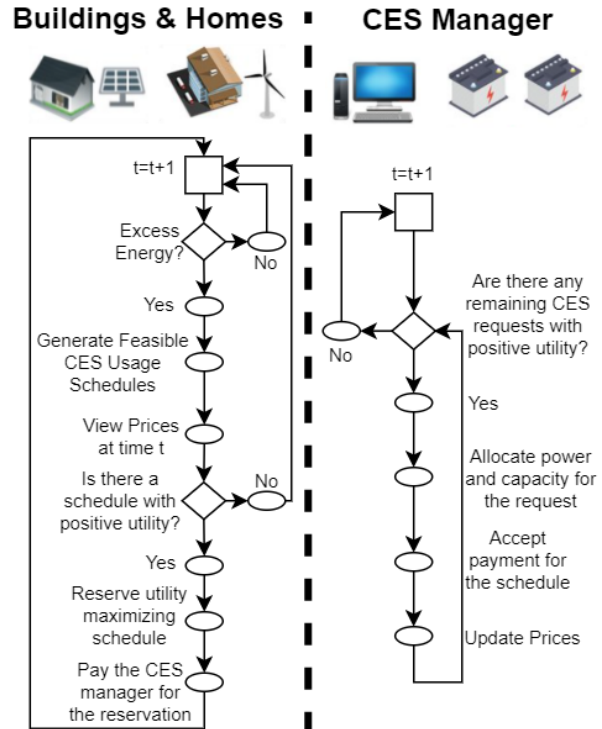 Buildings & Homes
t=t+1
Excess
Energy?
No
Yes
Generate Feasible
CES Usage
Schedules
View Prices
at time t
Is there a
schedule with
positive utility?
No
Yes
Reserve utility
maximizing
schedule
Pay the CES
manager for
the reservation
CES Manager
t=t+1
Are there any
remaining CES
requests with
positive utility?
No
Yes
Allocate power
and capacity for
the request
Accept
payment for
the schedule
Update Prices